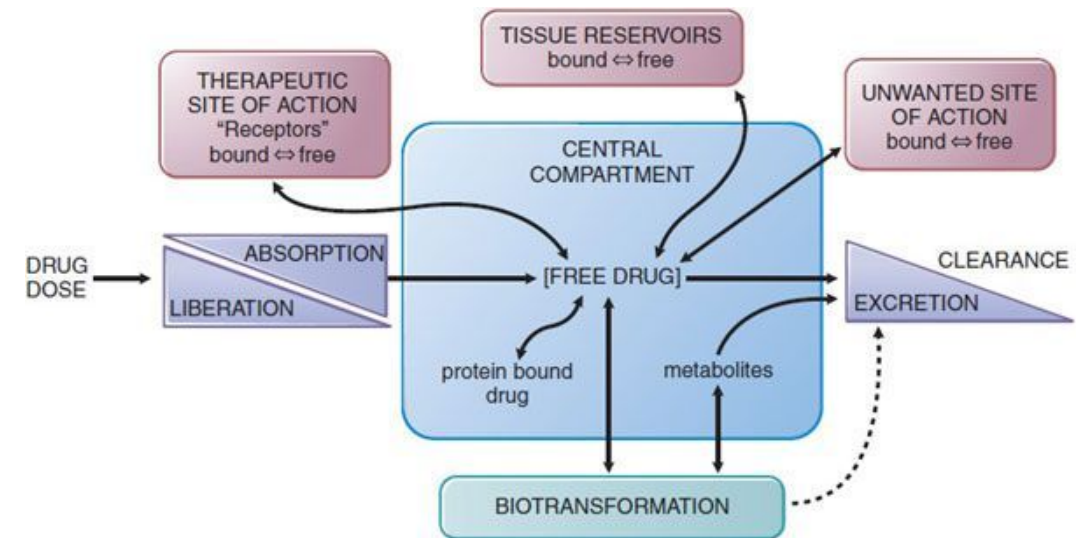 TISSUE RESERVOIRS
bound ⇔ free
THERAPEUTIC
SITE OF ACTION
“Receptors”
bound ⇔ free
UNWANTED SITE
OF ACTION
bound ⇔ free
CENTRAL
COMPARTMENT
DRUG
DOSE
ABSORPTION
LIBERATION
[FREE DRUG]
CLEARANCE
EXCRETION
protein bound
drug
metabolites
BIOTRANSFORMATION